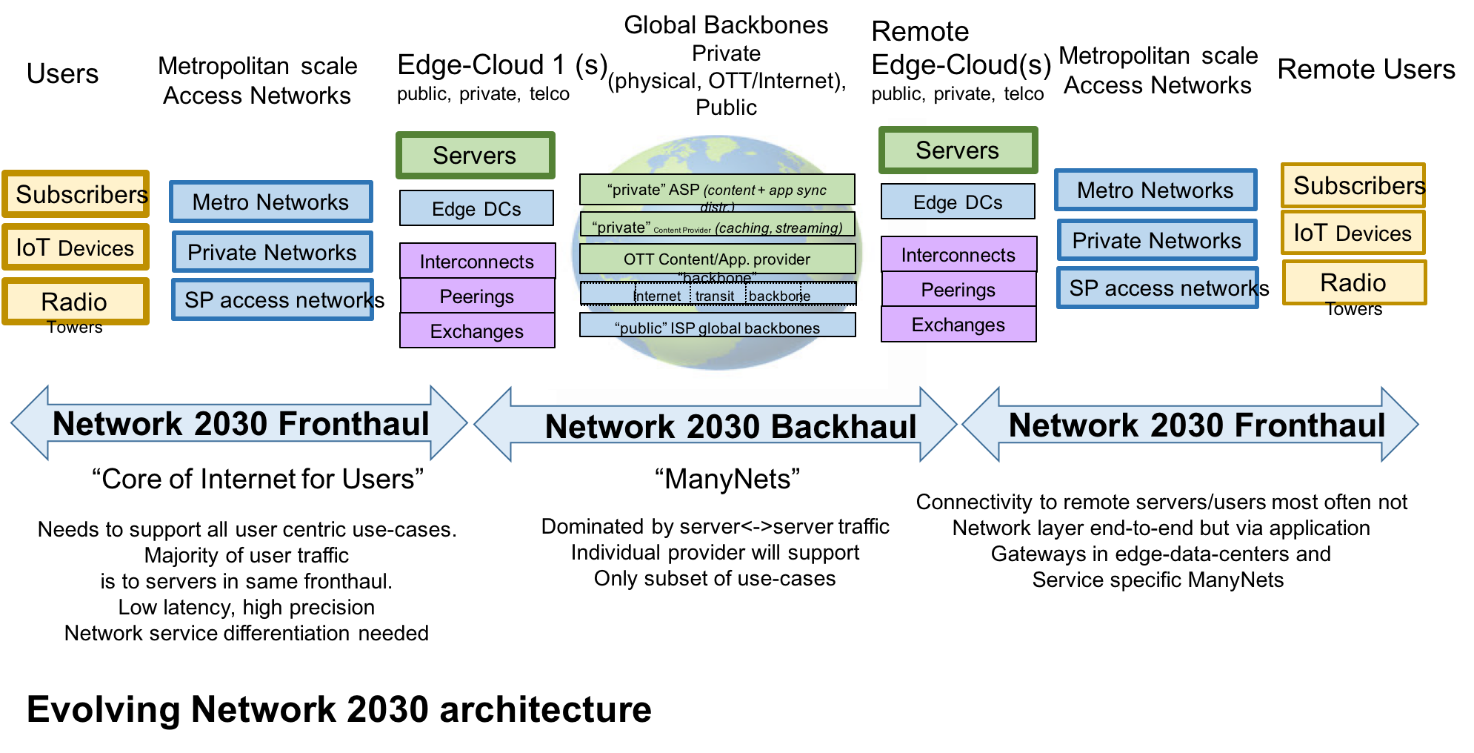 Users
Metropolitan scale
Access Networks
Edge-Cloud 1 (s)
public, private, telco
Global Backbones
Private
(physical, OTT/Internet),
Public
Remote
Edge-Cloud(s)
public, private, telco
Metropolitan scale
Access Networks
Remote Users
Subscribers
IoT Devices
Radio
Towers
Metro Networks
Private Networks
SP access networks
Servers
Edge DCs
Interconnects
Peerings
Exchanges
“private” ASP (content + app sync
distr.)
“private” Content Provider (caching, streaming)
OTT Content/App. provider
“backbone”
Internet transit backbone
“public” ISP global backbones
Servers
Edge DCs
Interconnects
Peerings
Exchanges
Metro Networks
Private Networks
SP access networks
Subscribers
IoT Devices
Radio
Towers
Network 2030 Fronthaul
Network 2030 Backhaul
Network 2030 Fronthaul
“Core of Internet for Users”
Needs to support all user centric use-cases.
Majority of user traffic
is to servers in same fronthaul.
Low latency, high precision
Network service differentiation needed
“ManyNets”
Dominated by server<->server traffic
Individual provider will support
Only subset of use-cases
Connectivity to remote servers/users most often not
Network layer end-to-end but via application
Gateways in edge-data-centers and
Service specific ManyNets
Evolving Network 2030 architecture